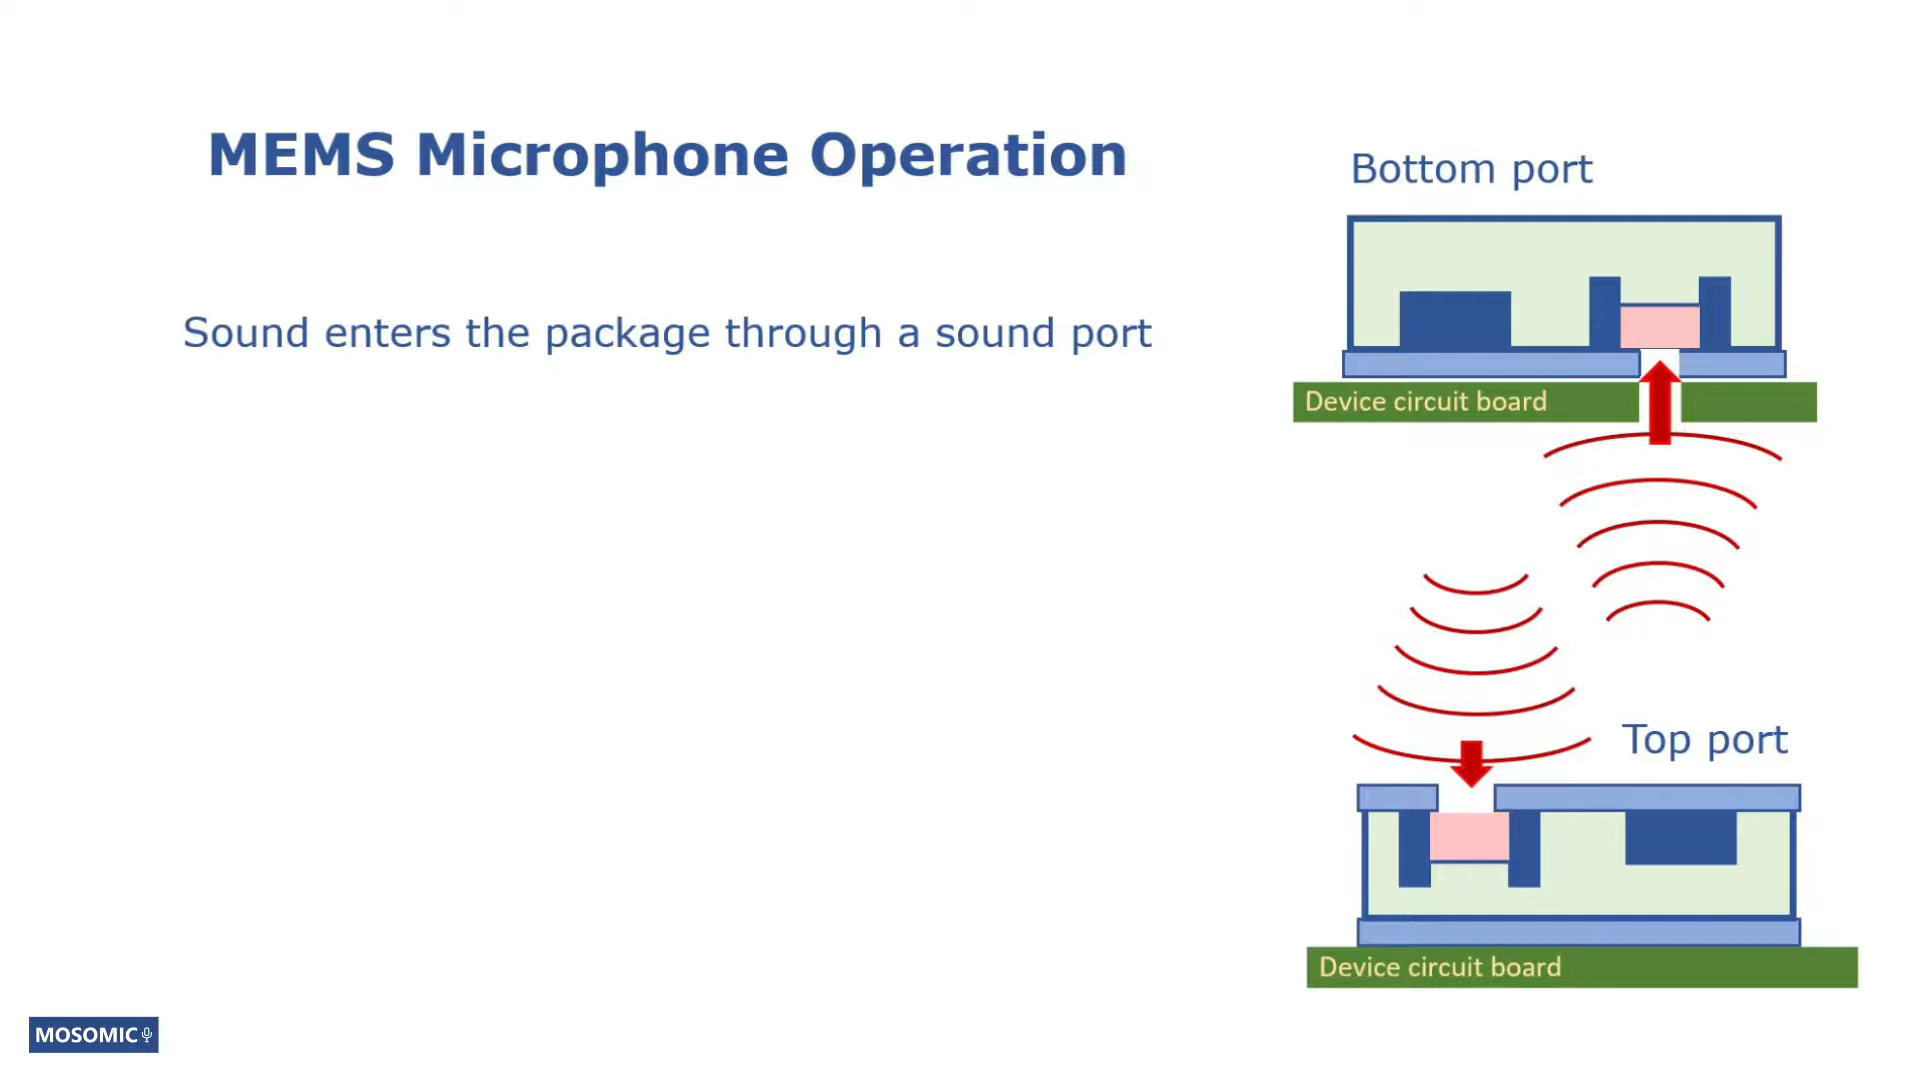 MEMS Microphone Operation
Bottom port
Sound enters the package through a sound port
Device circuit board
Top port
Device circuit board
MOSOMIC